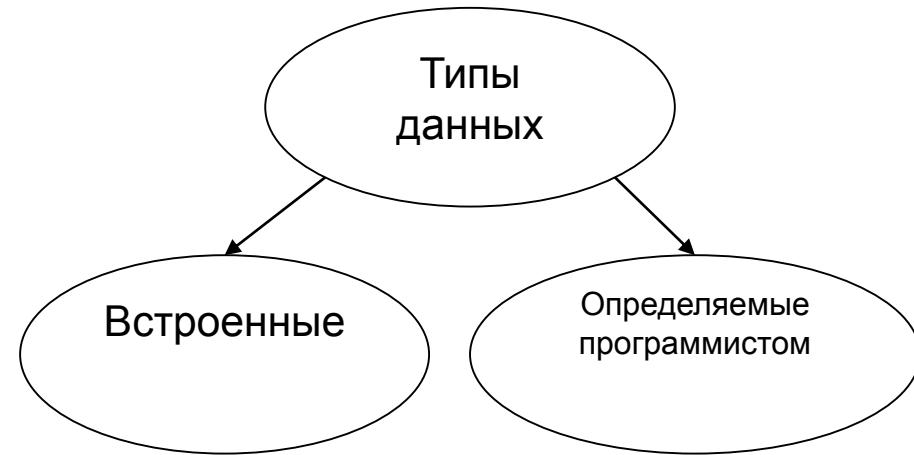 Типы
данных
Встроенные
Определяемые
программистом